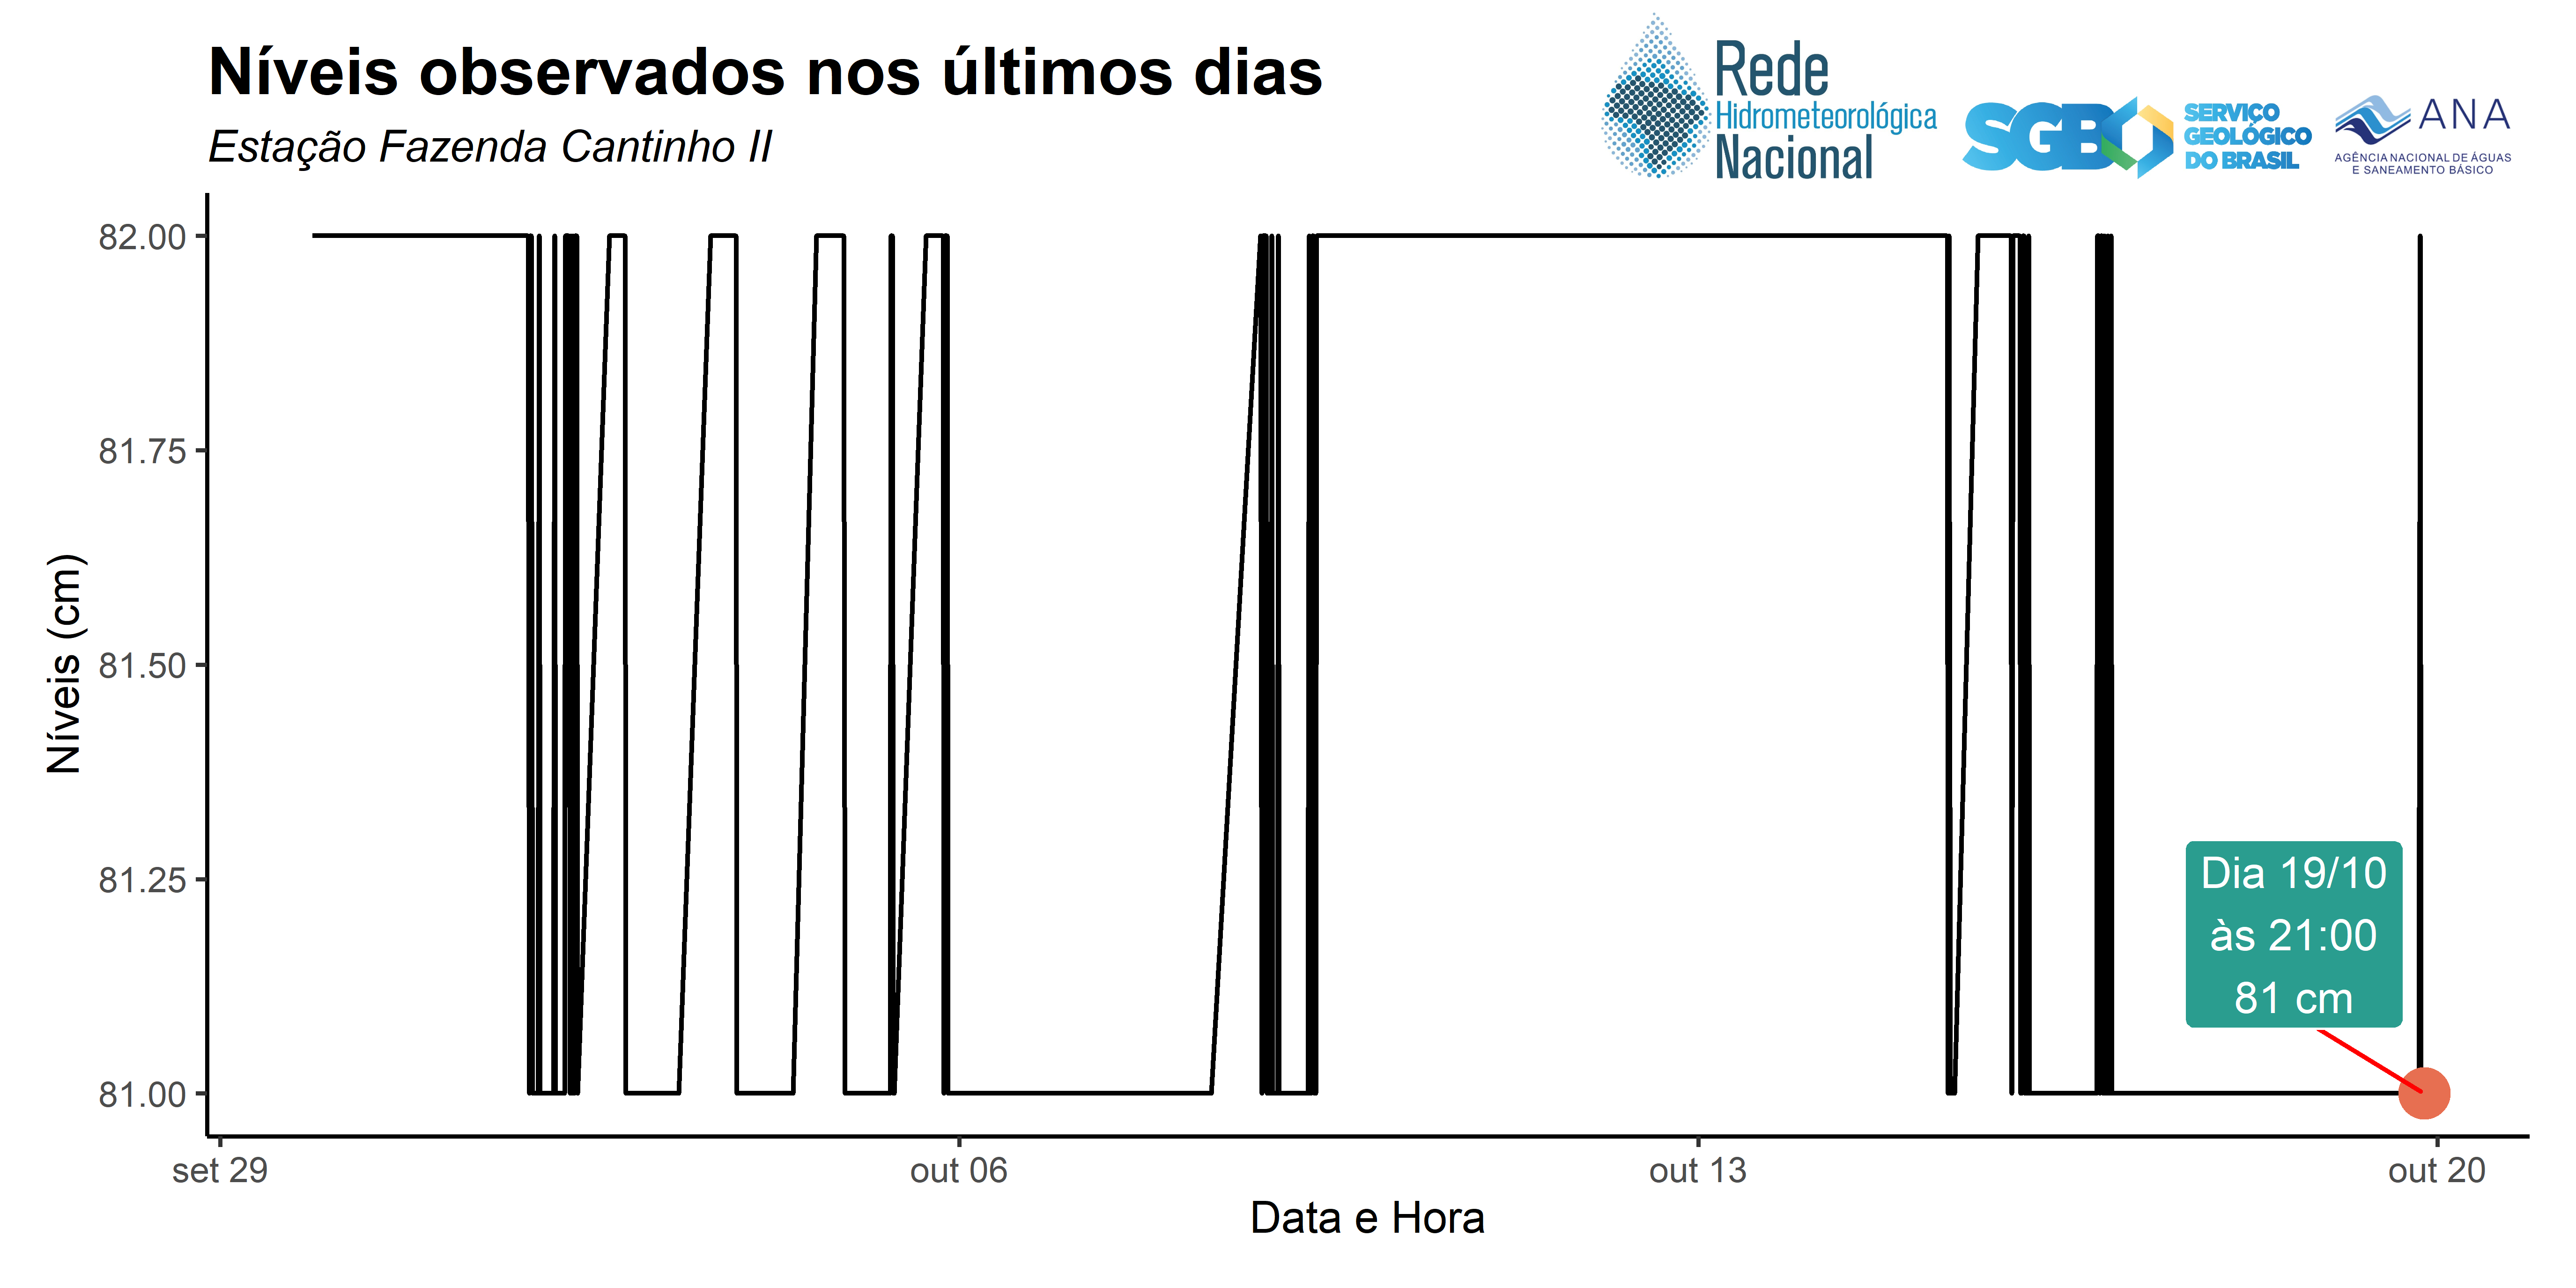 Níveis observados nos últimos dias
Estação Fazenda Cantinho II
Rede
Hidrometeorológica
Nacional
SGB
SERVIÇO
GEOLÓGICO
DO BRASIL
ANA
AGÊNCIA NACIONAL DE ÁGUAS
E SANEAMENTO BÁSICO
82.00
81.75
81.50
81.25
81.00
Níveis (cm)
Dia 19/10
às 21:00
81 cm
set 29
out 06
out 13
out 20
Data e Hora